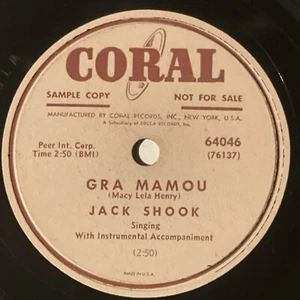 CORAL
SAMPLE COPY NOT FOR SALE
MANUFACTURED BY CORAL RECORDS, INC., NEW YORK, U.S.A.
A Subsidiary of DECCA RECORDS, INC.
Peer Int. Corp. 64046
Time 2:50 (BMI) (76137)
GRA MAMOU
(Macy Lela Henry)
JACK SHOOK
Singing
With Instrumental Accompaniment
(2:50)
MADE IN U.S.A.